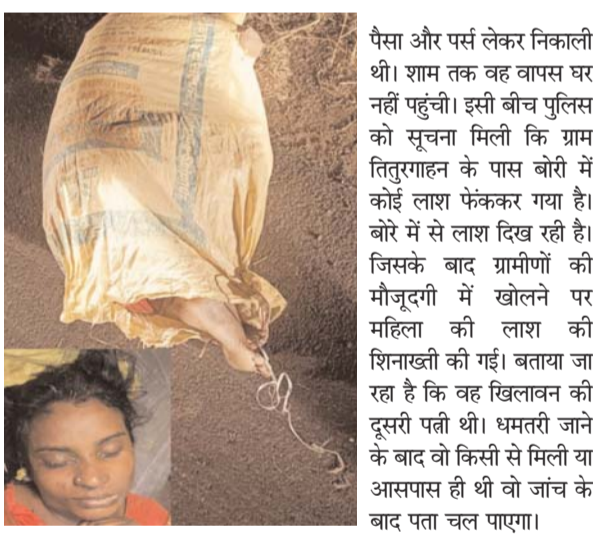 पैसा और पर्स लेकर निकाली
थी। शाम तक वह वापस घर
नहीं पहुंची। इसी बीच पुलिस
को सूचना मिली कि ग्राम
तितुरगाहन के पास बोरी में
कोई लाश फेंककर गया है।
बोरे में से लाश दिख रही है।
जिसके बाद ग्रामीणों की
मौजूदगी में खोलने पर
महिला की लाश की
शिनाख्ती की गई। बताया जा
रहा है कि वह खिलावन की
दूसरी पत्नी थी। धमतरी जाने
के बाद वो किसी से मिली या
आसपास ही थी वो जांच के
बाद पता चल पाएगा।